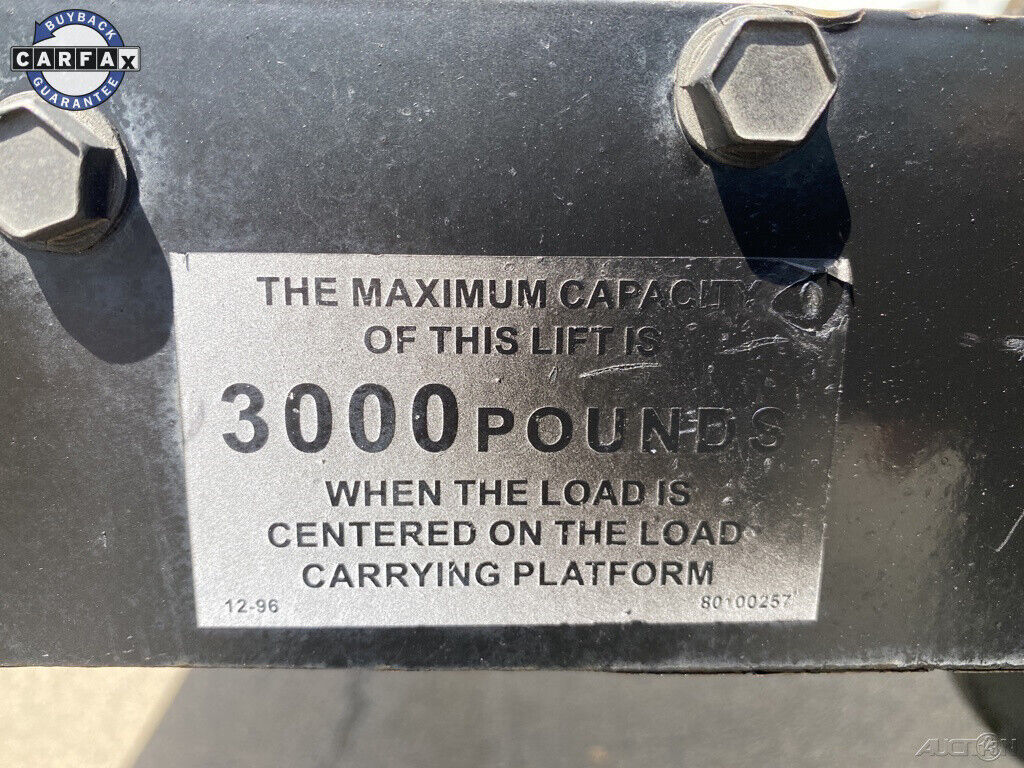 BUYBACK
CARFAX
GUARANTEE
THE MAXIMUM CAPACITY
OF THIS LIFT IS
3000 POUNDS
WHEN THE LOAD IS
CENTERED ON THE LOAD
CARRYING PLATFORM
12-96 80100257
AUCTION